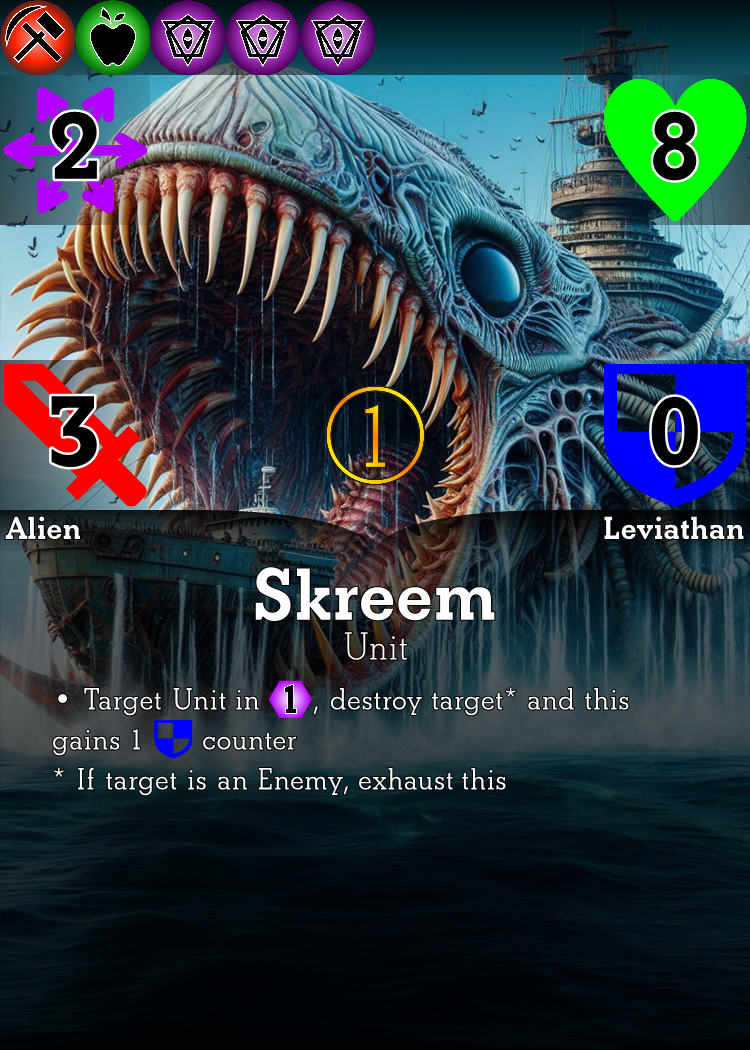 2
8
3
1
0
Alien
Leviathan
Skreem
Unit
• Target Unit in 1, destroy target* and this
gains 1 counter
* If target is an Enemy, exhaust this